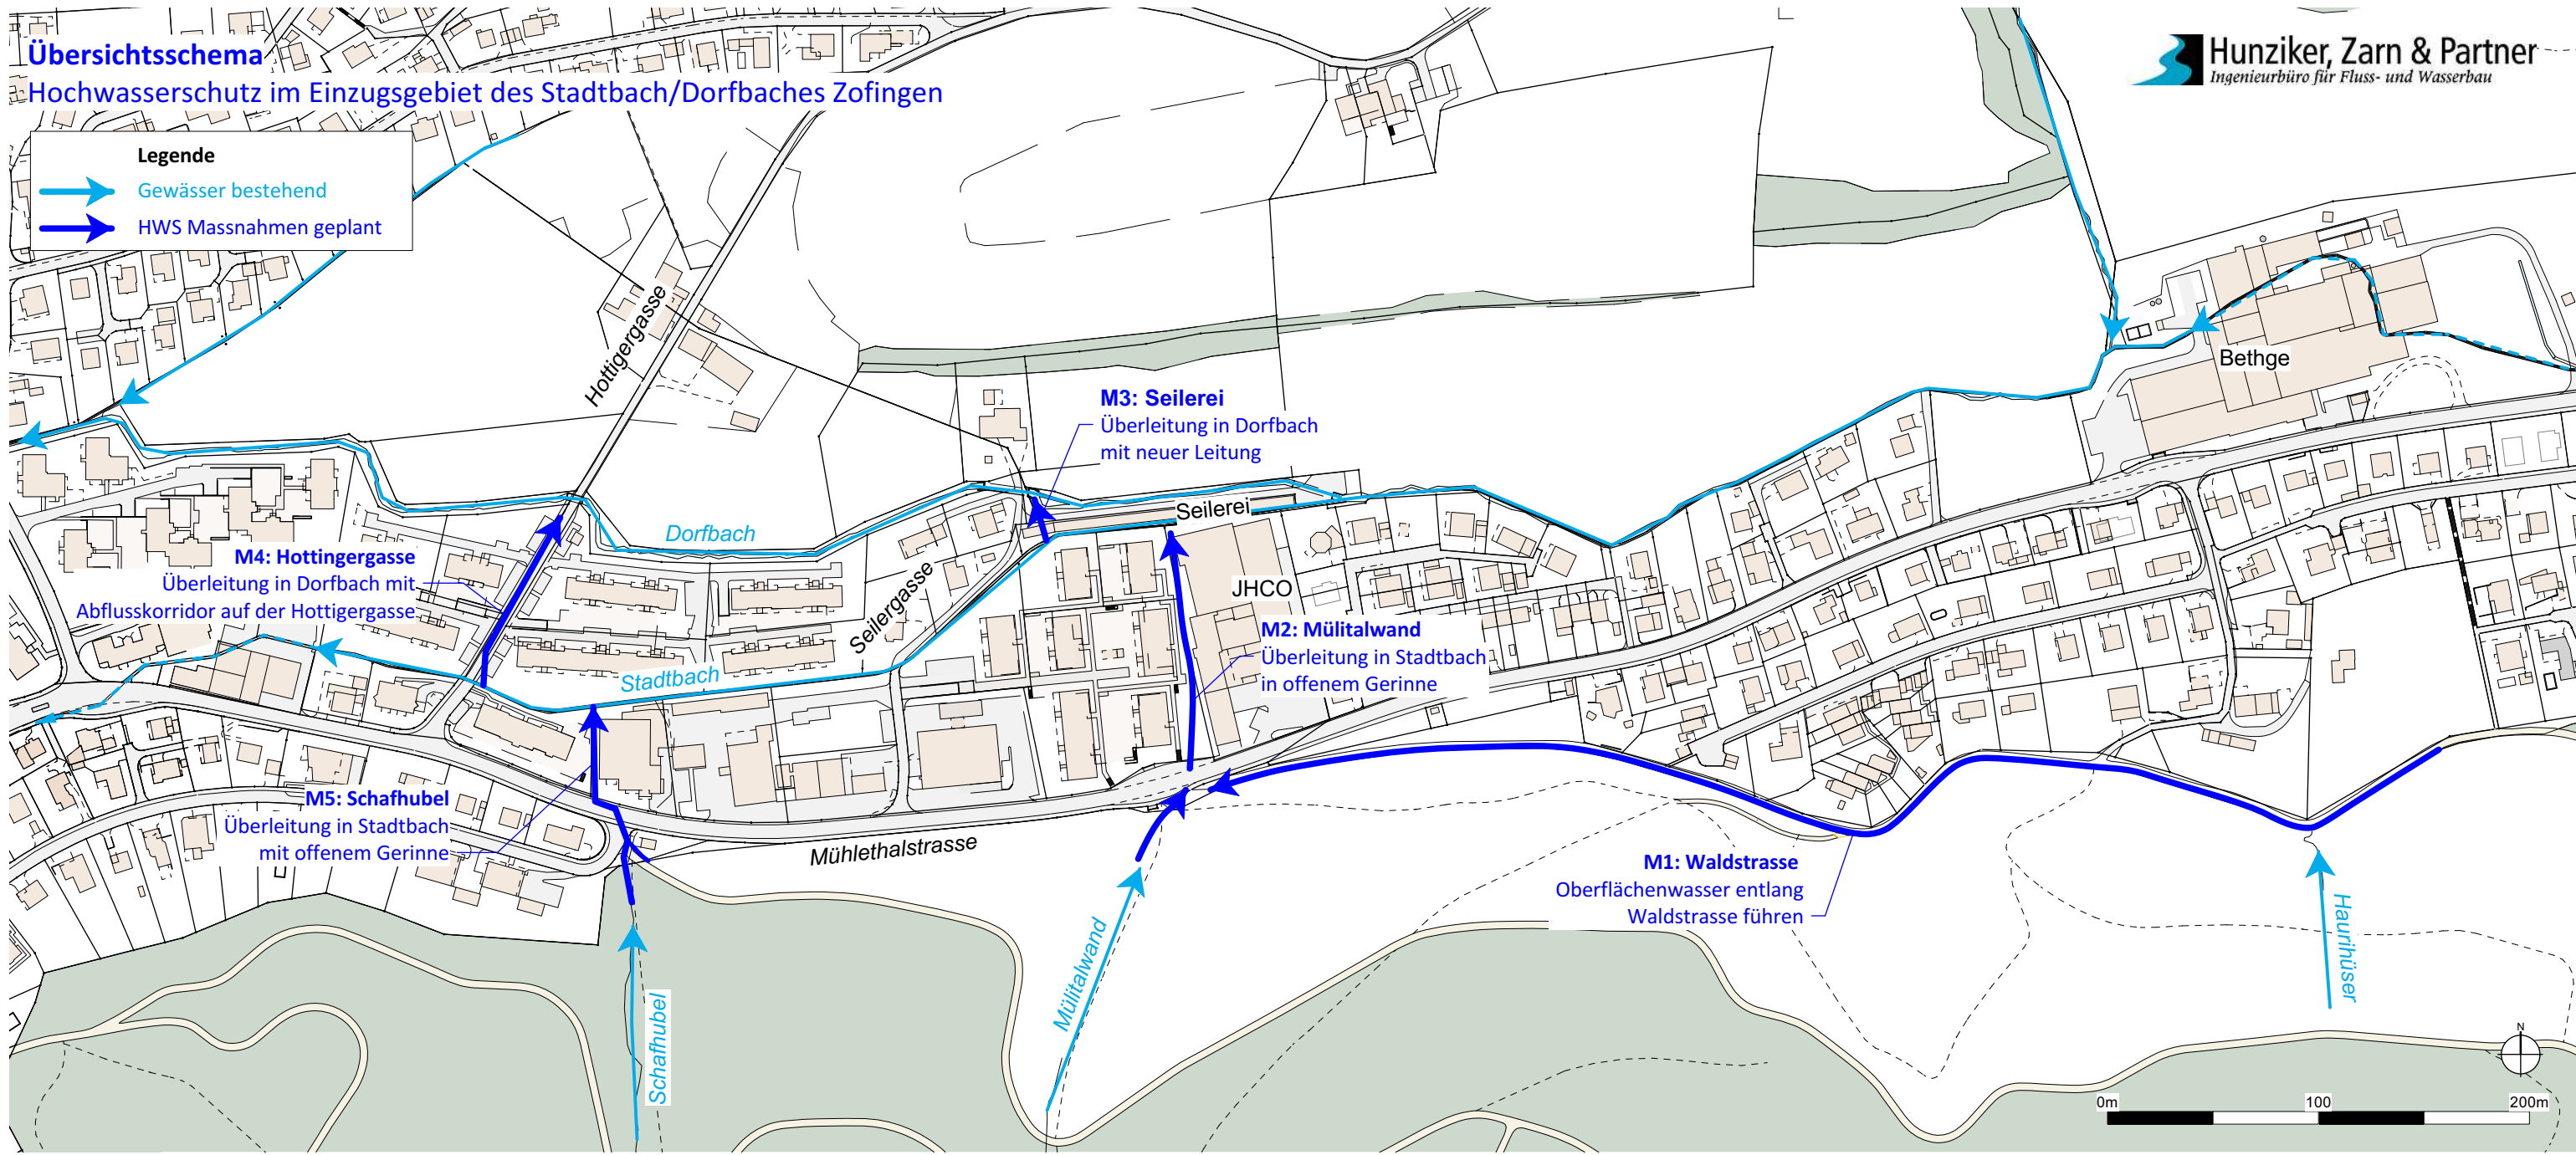 Übersichtsschema
Hochwasserschutz im Einzugsgebiet des Stadtbach/Dorfbaches Zofingen
Hunziker, Zarn & Partner
Ingenieurbüro für Fluss- und Wasserbau
Legende
Gewässer bestehend
HWS Massnahmen geplant
Hottigergasse
Bethge
M3: Seilerei
Überleitung in Dorfbach
mit neuer Leitung
Seilerei
Dorfbach
M4: Hottingergasse
Überleitung in Dorfbach mit
Abflusskorridor auf der Hottigergasse
Seilergasse
JHCO
M2: Mülitalwand
Überleitung in Stadtbach
in offenem Gerinne
Stadtbach
M5: Schafhubel
Überleitung in Stadtbach
mit offenem Gerinne
Mühlethalstrasse
M1: Waldstrasse
Oberflächenwasser entlang
Waldstrasse führen
Haurihüser
Mülitalwand
Schafhubel
N
0m 100 200m